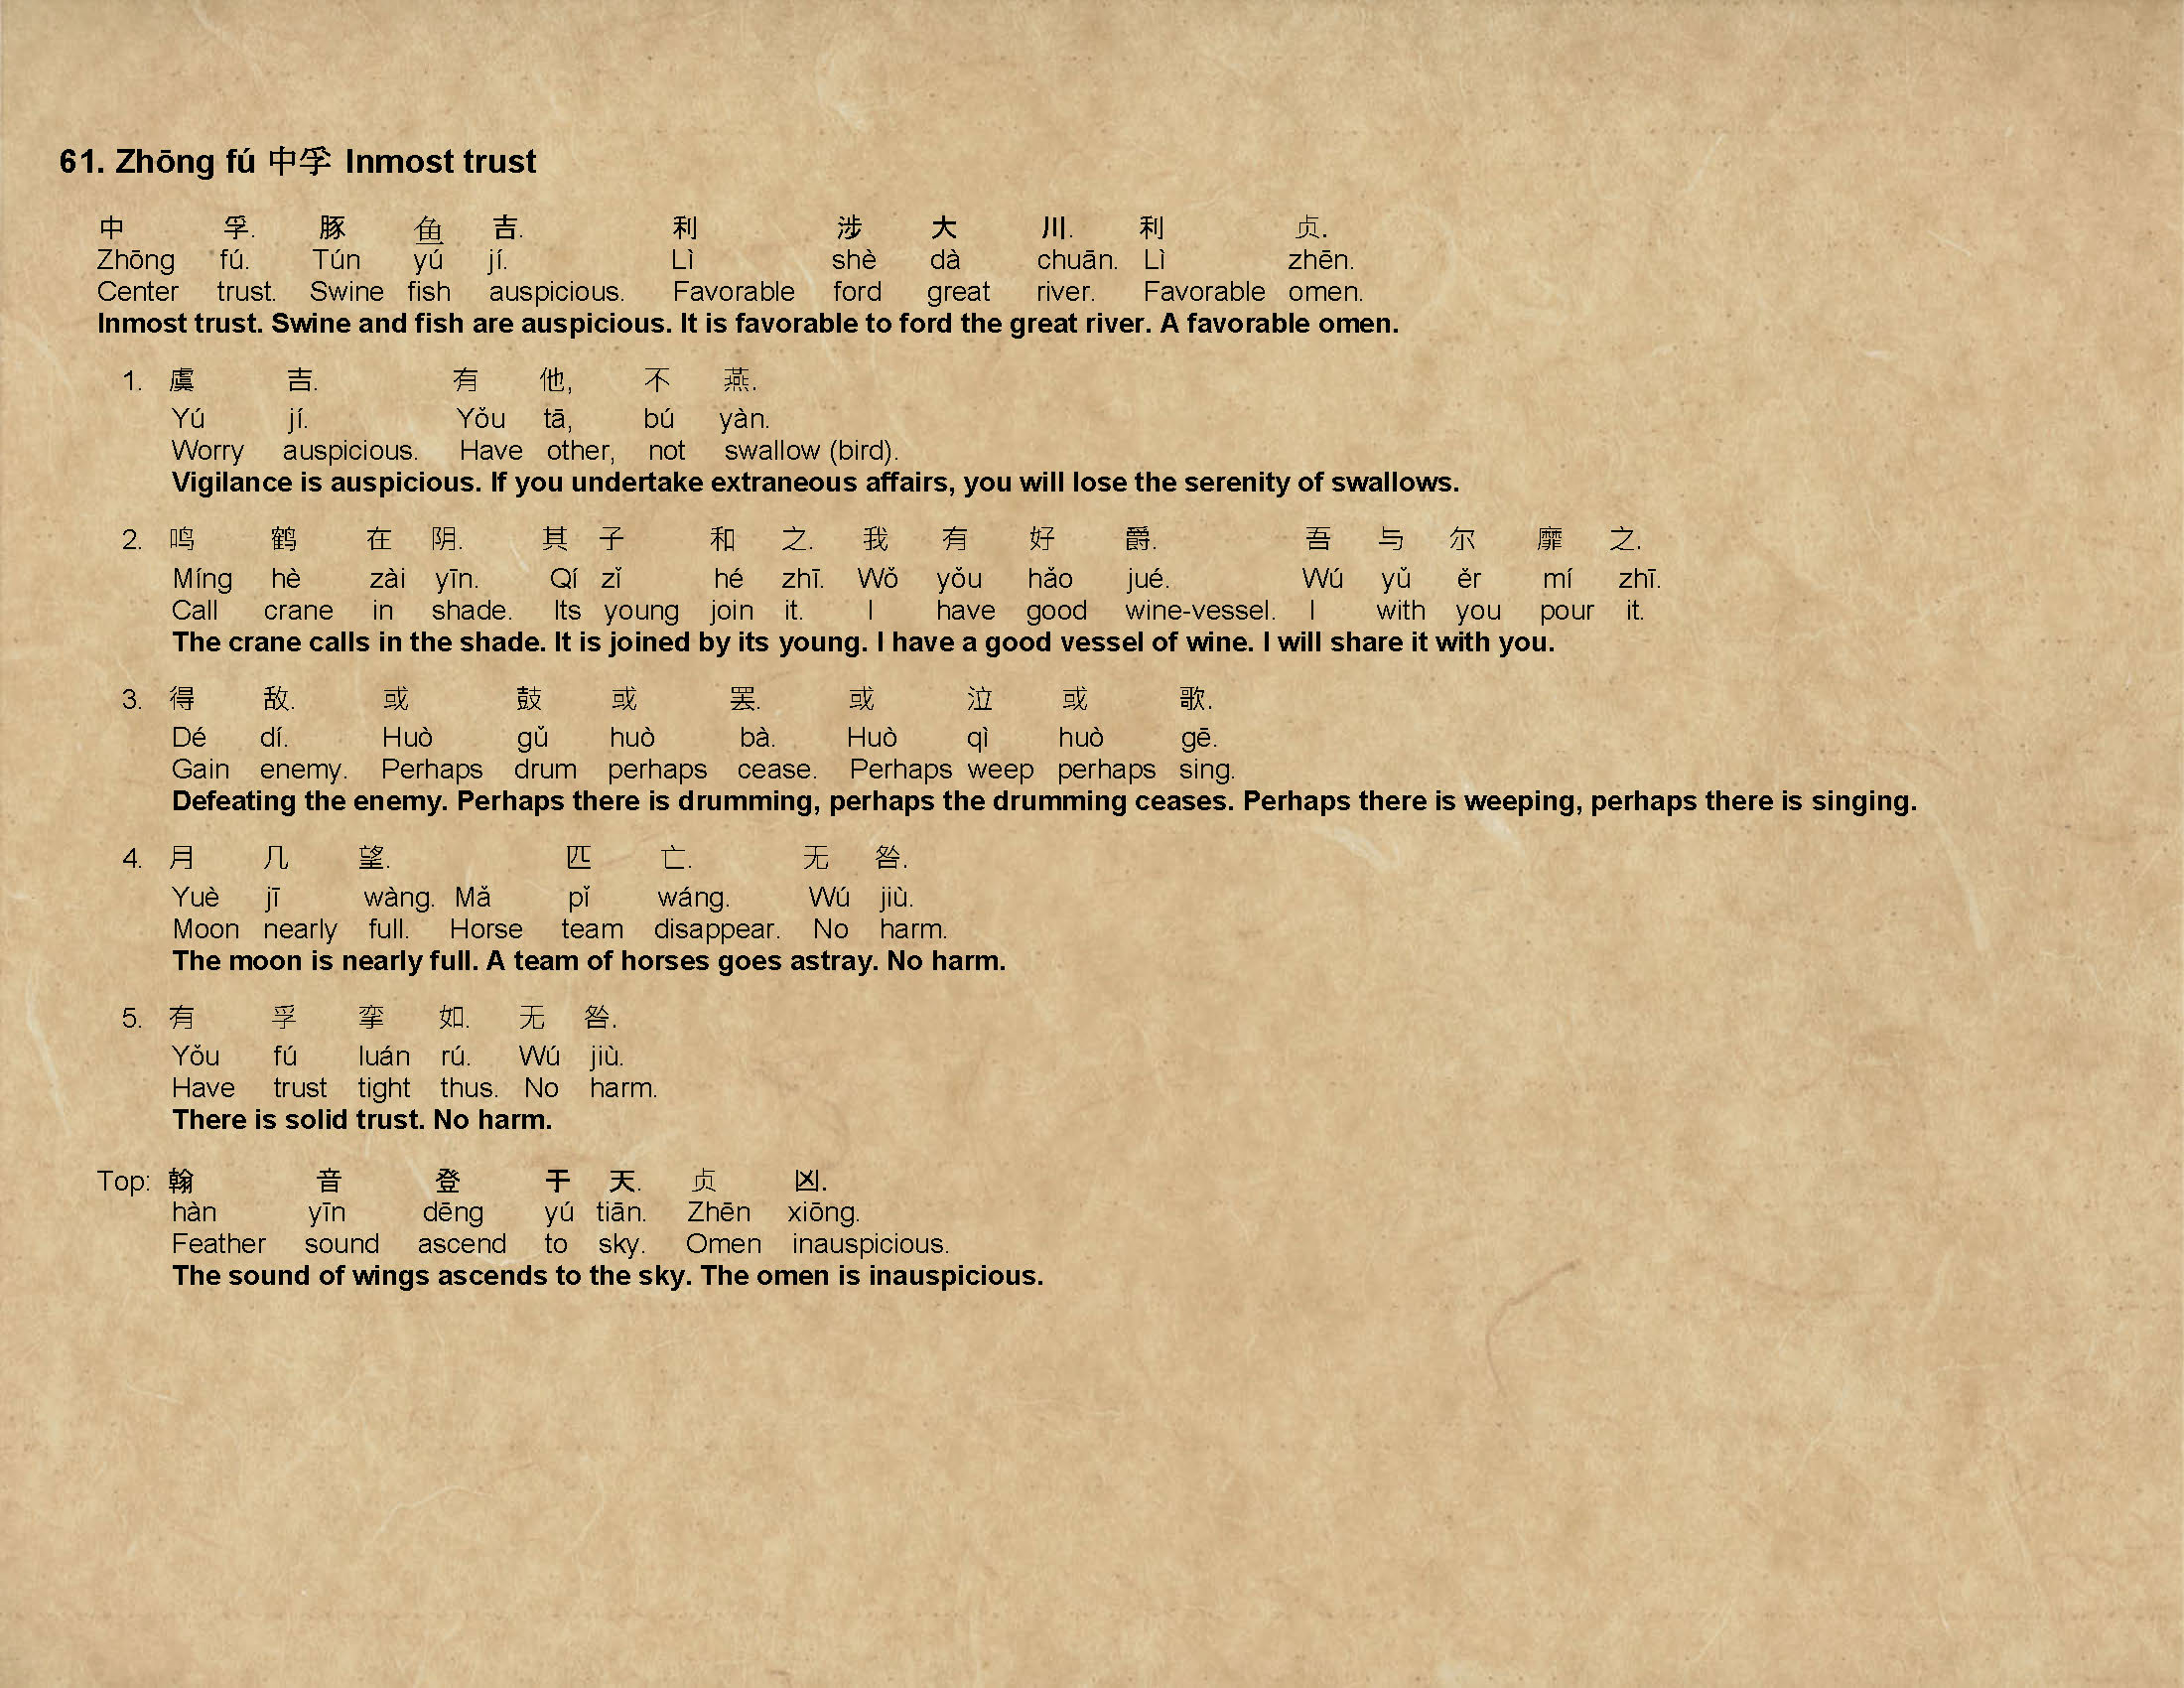 61. Zhōng fú 中孚 Inmost trust
中 孚. 豚 鱼 吉. 利 涉 大 川. 利 贞.
Zhōng fú. Tún yú jí. Lì shè dà chuān. Lì zhēn.
Center trust. Swine fish auspicious. Favorable ford great river. Favorable omen.
Inmost trust. Swine and fish are auspicious. It is favorable to ford the great river. A favorable omen.
1. 虞 吉. 有 他, 不 燕.
Yú jí. Yǒu tā, bú yàn.
Worry auspicious. Have other, not swallow (bird).
Vigilance is auspicious. If you undertake extraneous affairs, you will lose the serenity of swallows.
2. 鸣 鹤 在 阴. 其 子 和 之. 我 有 好 爵. 吾 与 尔 靡 之.
Míng hè zài yīn. Qí zǐ hé zhī. Wǒ yǒu hǎo jué. Wú yǔ ěr mí zhī.
Call crane in shade. Its young join it. I have good wine-vessel. I with you pour it.
The crane calls in the shade. It is joined by its young. I have a good vessel of wine. I will share it with you.
3. 得 敌. 或 鼓 或 罢. 或 泣 或 歌.
Dé dí. Huò gǔ huò bà. Huò qì huò gē.
Gain enemy. Perhaps drum perhaps cease. Perhaps weep perhaps sing.
Defeating the enemy. Perhaps there is drumming, perhaps the drumming ceases. Perhaps there is weeping, perhaps there is singing.
4. 月 几 望. 匹 亡. 无 咎.
Yuè jī wàng. Mǎ pǐ wáng. Wú jiù.
Moon nearly full. Horse team disappear. No harm.
The moon is nearly full. A team of horses goes astray. No harm.
5. 有 孚 挛 如. 无 咎.
Yǒu fú luán rú. Wú jiù.
Have trust tight thus. No harm.
There is solid trust. No harm.
Top: 翰 音 登 于 天. 贞 凶.
hàn yīn dēng yú tiān. Zhēn xiōng.
Feather sound ascend to sky. Omen inauspicious.
The sound of wings ascends to the sky. The omen is inauspicious.